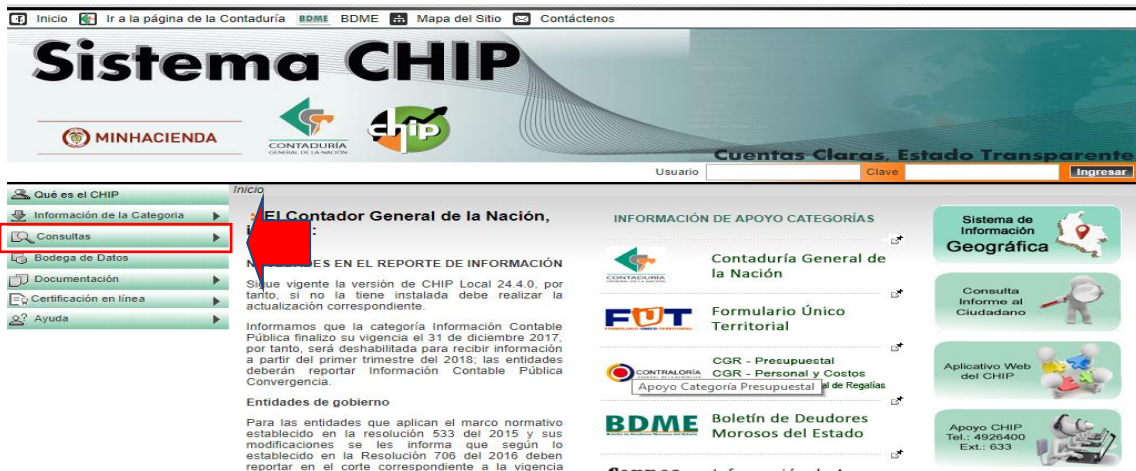 Inicio Ir a la página de la Contaduría BDME BDME Mapa del Sitio Contáctenos
Sistema CHIP
MINHACIENDA
CONTADURÍA
GENERAL DE LA NACIÓN
chip
Cuentas Claras, Estado Transparente
Usuario Clave Ingresar
Qué es el CHIP
Información de la Categoria
Consultas
Bodega de Datos
Documentación
Certificación en línea
Ayuda
Inicio
El Contador General de la Nación,
:
EN EL REPORTE DE INFORMACIÓN
Sigue vigente la versión de CHIP Local 24.4.0, por
tanto, si no la tiene instalada debe realizar la
actualización correspondiente.
Informamos que la categoría Información Contable
Pública finalizo su vigencia el 31 de diciembre 2017,
por tanto, será deshabilitada para recibir información
a partir del primer trimestre del 2018; las entidades
deberán reportar Información Contable Pública
Convergencia.
Entidades de gobierno
Para las entidades que aplican el marco normativo
establecido en la resolución 533 del 2015 y sus
modificaciones se les informa que según lo
establecido en la Resolución 706 del 2016 deben
reportar en el corte correspondiente a la vigencia
INFORMACIÓN DE APOYO CATEGORÍAS
CONTADURÍA
Contaduría General de
la Nación
FUT
FORMULARIO ÚNICO TERRITORIAL
Formulario Único
Territorial
CONTRALORÍA
CGR - Presupuestal
CGR - Personal y Costos
al de Regalías
Apoyo Categoría Presupuestal
BDME
Boletín de Deudores
Morosos del Estado
Sistema de
Información
Geográfica
Consulta
Informe al
Ciudadano
Aplicativo Web
del CHIP
Apoyo CHIP
Tel.: 4926400
Ext.: 633